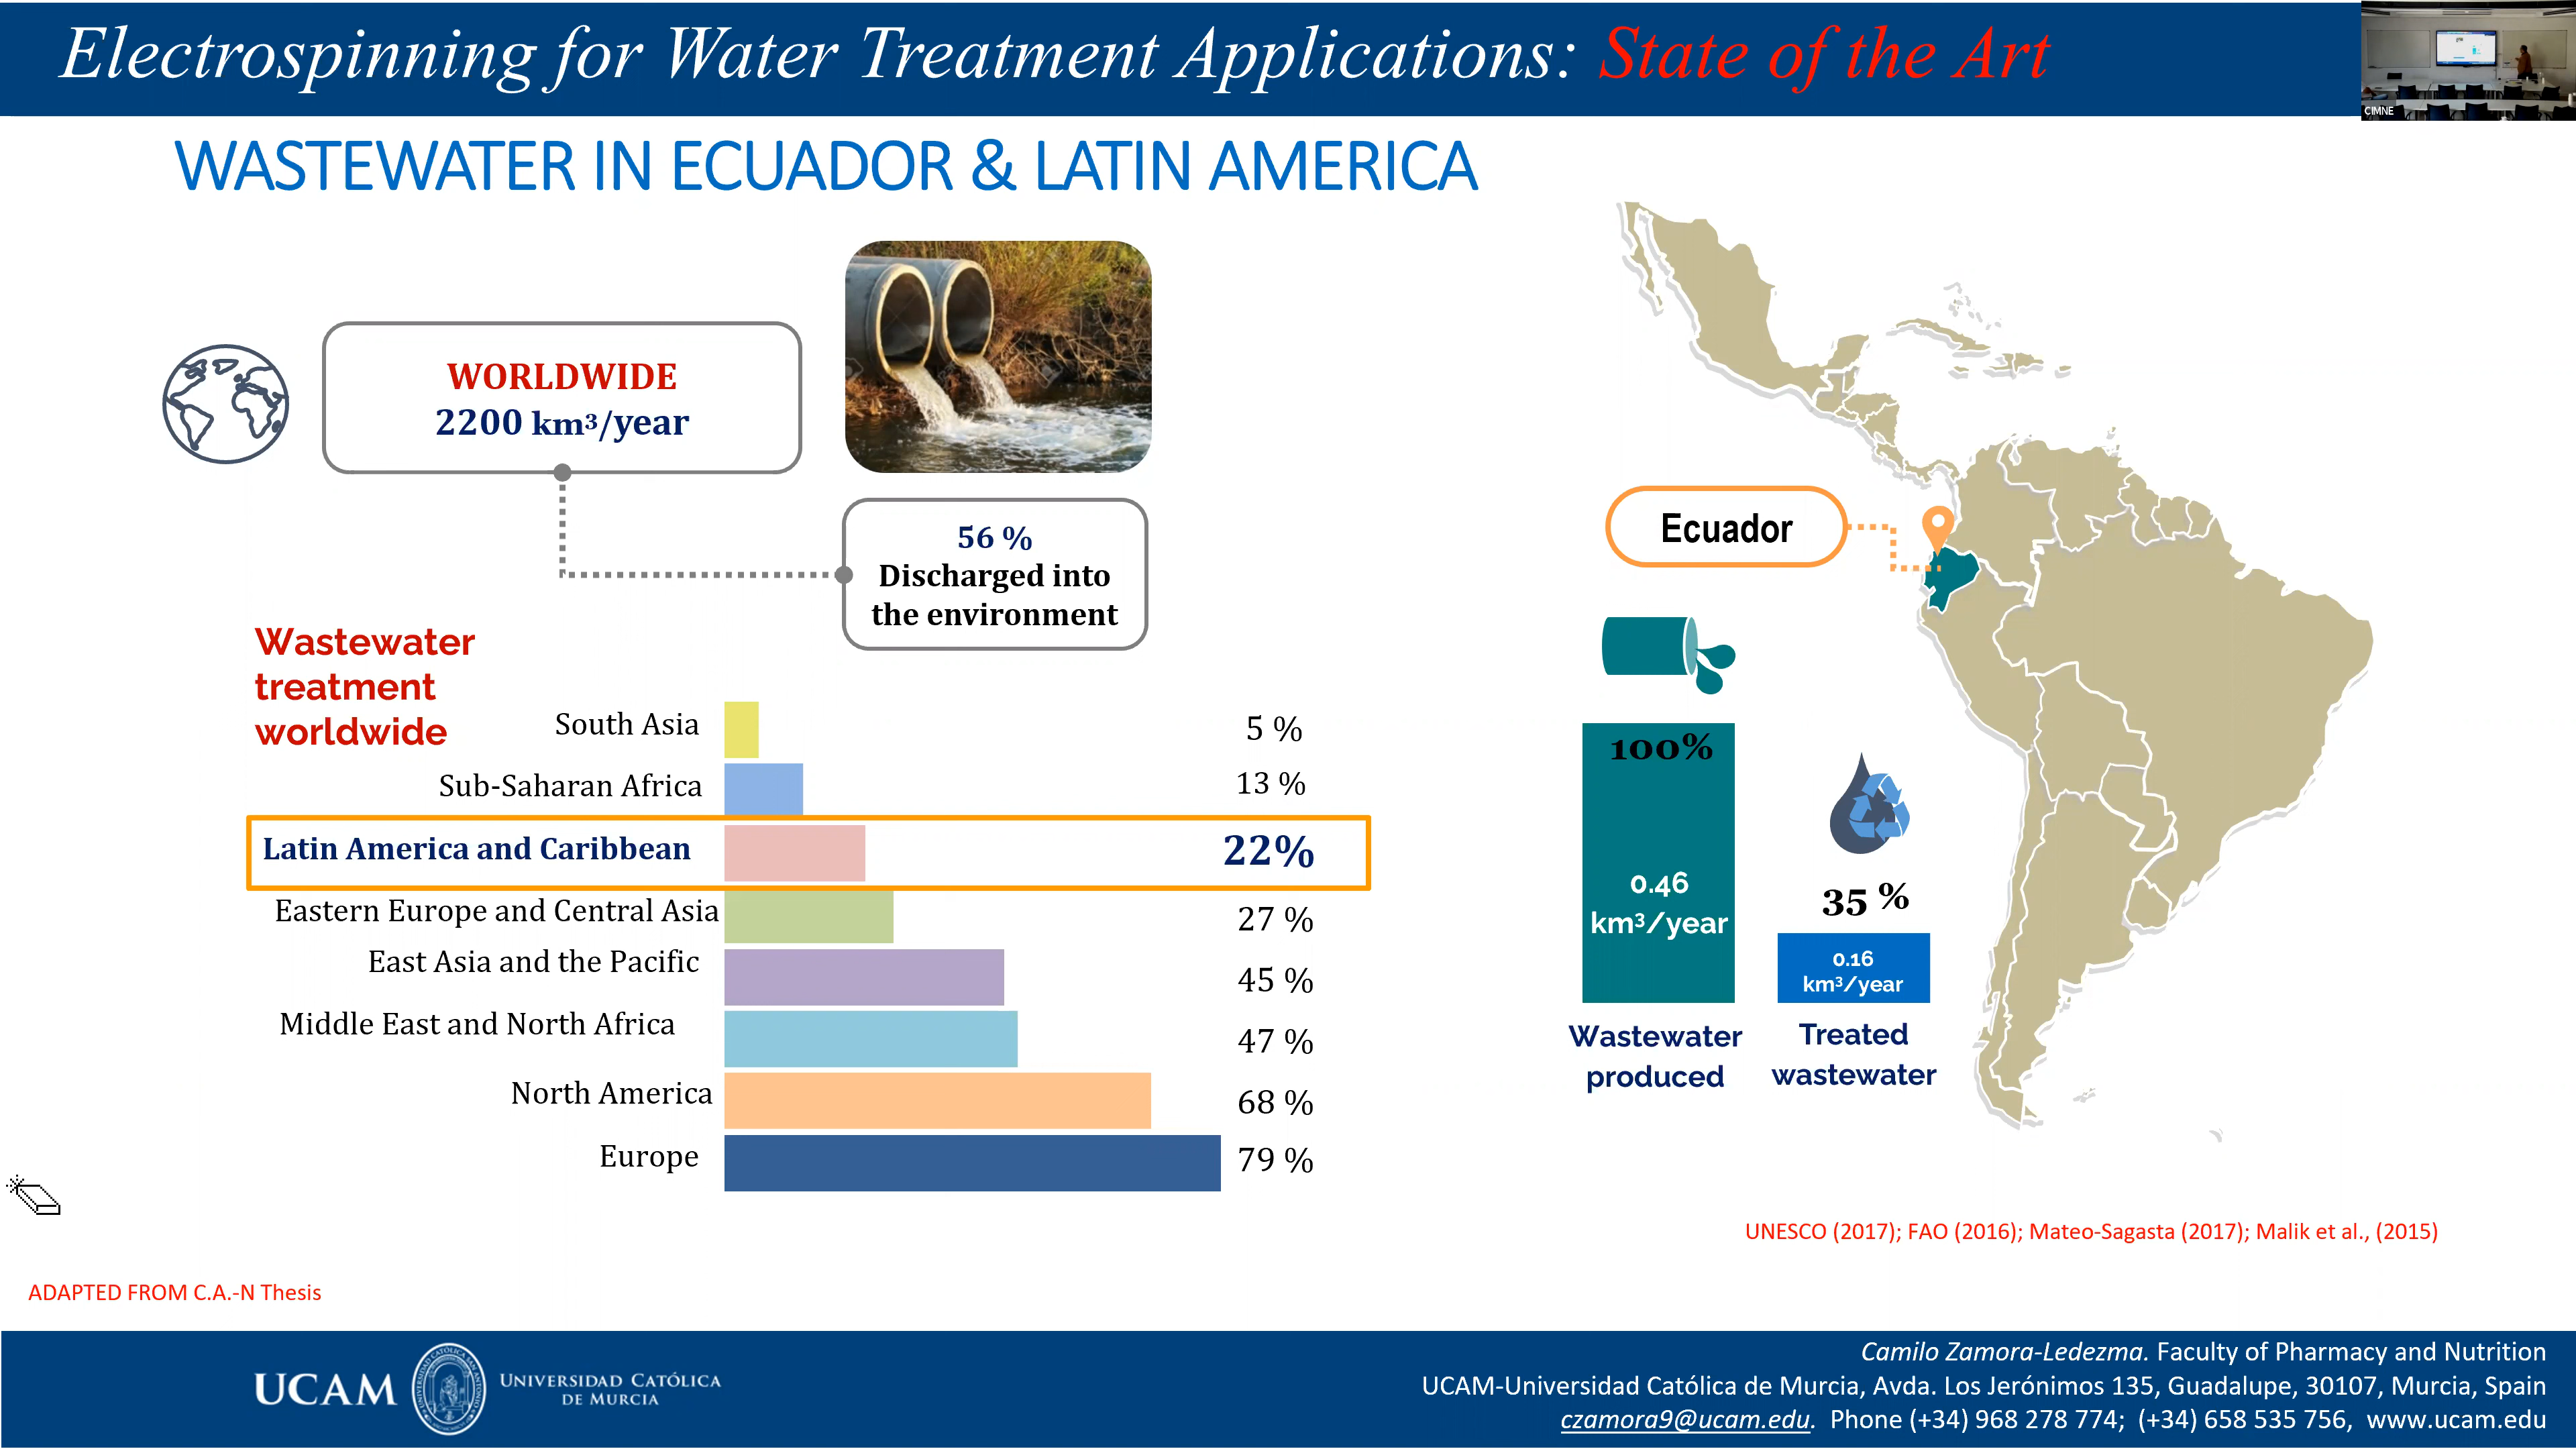 Electrospinning for Water Treatment Applications: State of the Art
CIMNE
WASTEWATER IN ECUADOR & LATIN AMERICA
WORLDWIDE
2200 km³/year
56 %
Discharged into
the environment
Wastewater
treatment
worldwide
South Asia 5 %
Sub-Saharan Africa 13 %
Latin America and Caribbean 22%
Eastern Europe and Central Asia 27 %
East Asia and the Pacific 45 %
Middle East and North Africa 47 %
North America 68 %
Europe 79 %
Ecuador
100%
0.46
km³/year
Wastewater
produced
35 %
0.16
km³/year
Treated
wastewater
UNESCO (2017); FAO (2016); Mateo-Sagasta (2017); Malik et al., (2015)
ADAPTED FROM C.A.-N Thesis
UCAM
UNIVERSIDAD CATÓLICA
DE MURCIA
Camilo Zamora-Ledezma. Faculty of Pharmacy and Nutrition
UCAM-Universidad Católica de Murcia, Avda. Los Jerónimos 135, Guadalupe, 30107, Murcia, Spain
czamora9@ucam.edu. Phone (+34) 968 278 774; (+34) 658 535 756, www.ucam.edu